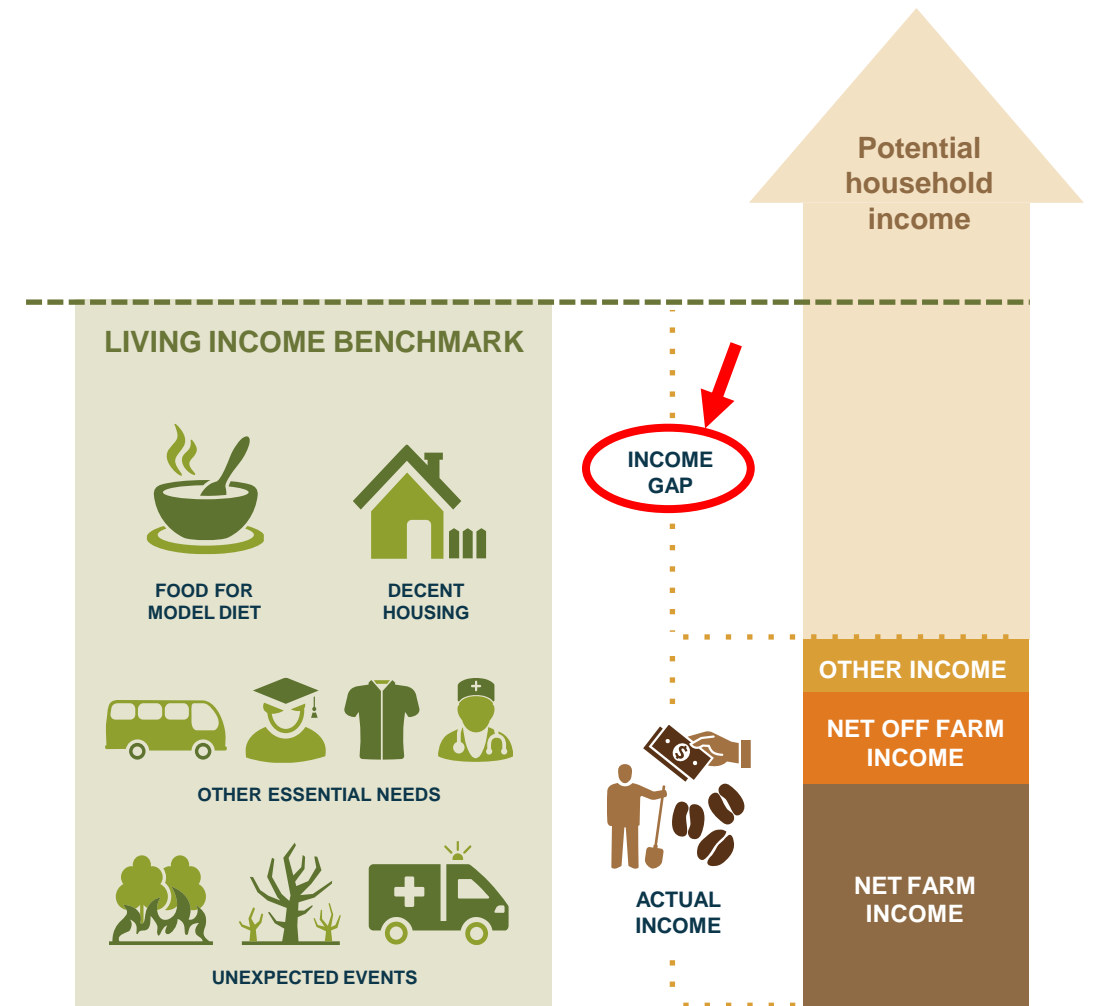 Potential
household
income
LIVING INCOME BENCHMARK
INCOME
GAP
FOOD FOR
MODEL DIET
DECENT
HOUSING
OTHER INCOME
NET OFF FARM
INCOME
OTHER ESSENTIAL NEEDS
ACTUAL
INCOME
NET FARM
INCOME
UNEXPECTED EVENTS